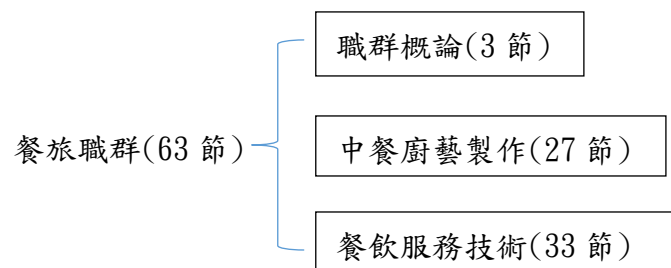 職群概論(3 節)
餐旅職群(63 節)
中餐廚藝製作(27 節)
餐飲服務技術(33 節)